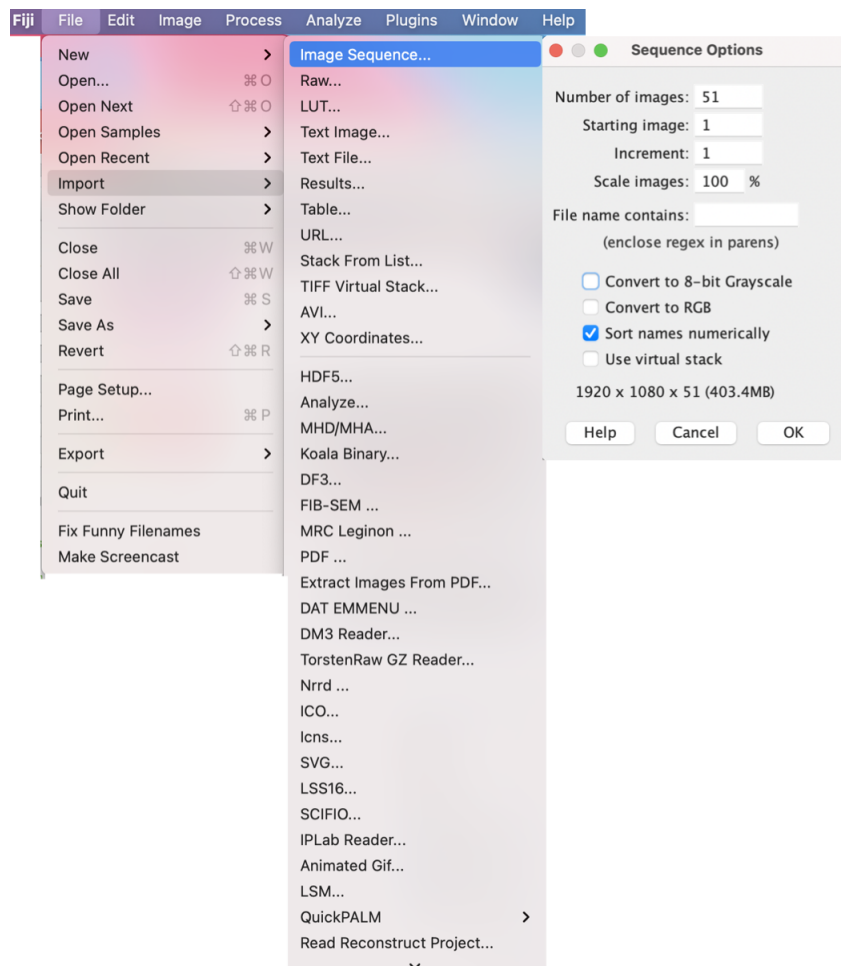 Fiji File Edit Image Process Analyze Plugins Window Help
New
Open... ⌘ O
Open Next ⇧ ⌘ O
Open Samples
Open Recent
Import
Show Folder
Close ⌘ W
Close All ⇧ ⌘ W
Save ⌘ S
Save As
Revert ⇧ ⌘ R
Page Setup...
Print... ⌘ P
Export
Quit
Fix Funny Filenames
Make Screencast
Image Sequence...
Raw...
LUT...
Text Image...
Text File...
Results...
Table...
URL...
Stack From List...
TIFF Virtual Stack...
AVI...
XY Coordinates...
HDF5...
Analyze...
MHD/MHA...
Koala Binary...
DF3...
FIB-SEM ...
MRC Leginon ...
PDF ...
Extract Images From PDF...
DAT EMMENU ...
DM3 Reader...
TorstenRaw GZ Reader...
Nrrd ...
ICO...
Icns...
SVG...
LSS16...
SCIFIO...
IPLab Reader...
Animated Gif...
LSM...
QuickPALM
Read Reconstruct Project...
Sequence Options
Number of images: 51
Starting image: 1
Increment: 1
Scale images: 100 %
File name contains:
(enclose regex in parens)
Convert to 8-bit Grayscale
Convert to RGB
Sort names numerically
Use virtual stack
1920 x 1080 x 51 (403.4MB)
Help Cancel OK